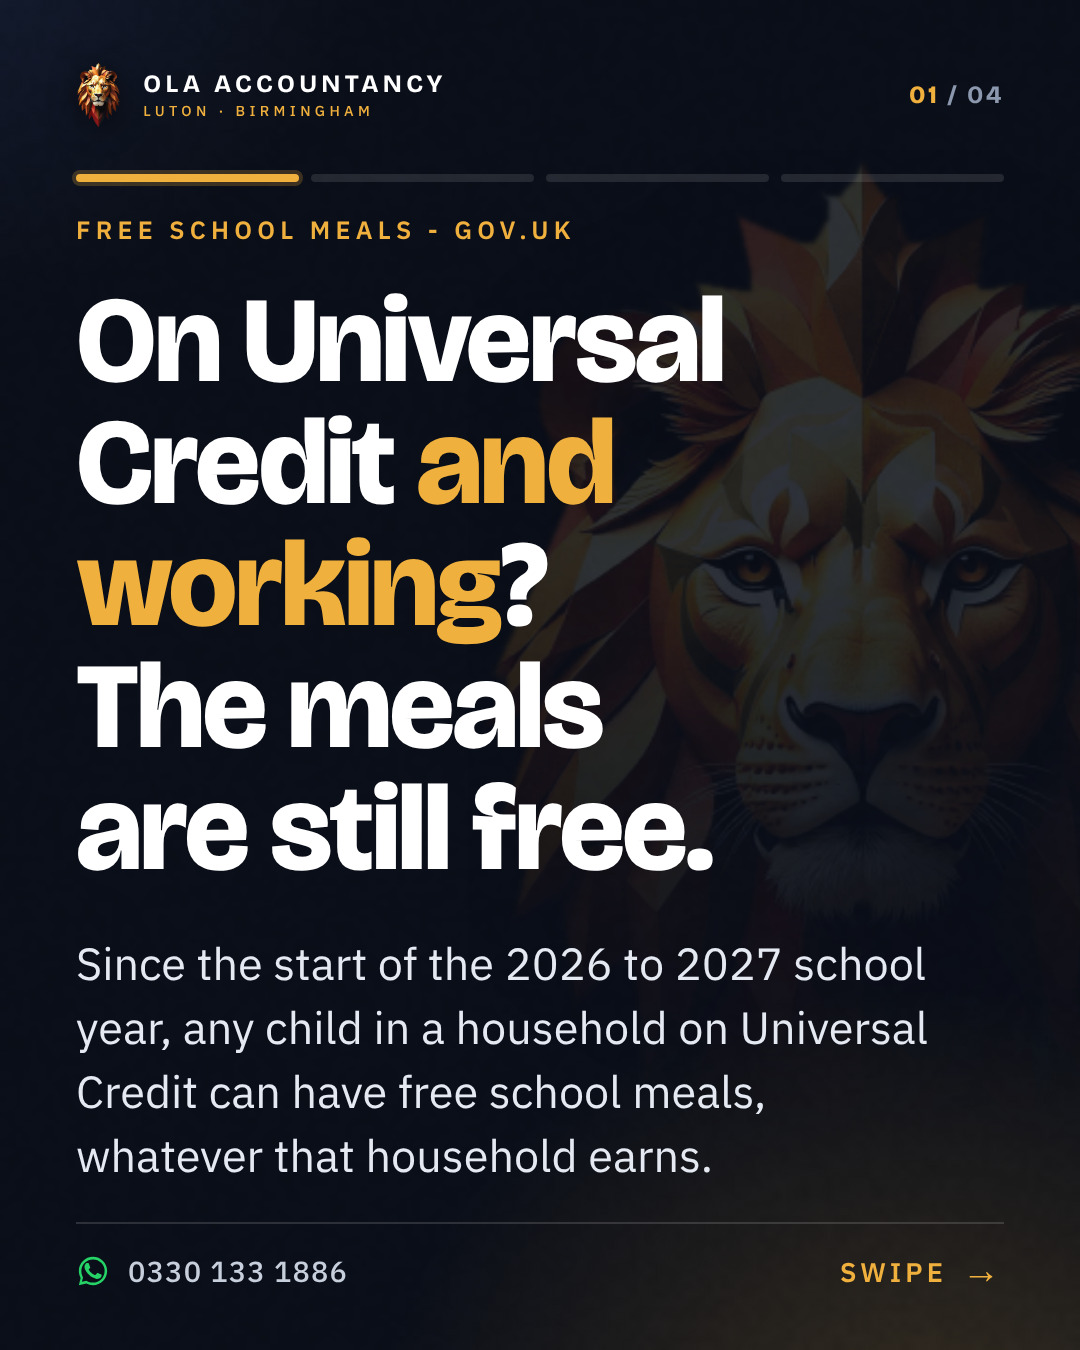 OLA ACCOUNTANCY
LUTON · BIRMINGHAM
01 / 04
FREE SCHOOL MEALS - GOV.UK
On Universal
Credit and
working?
The meals
are still free.
Since the start of the 2026 to 2027 school
year, any child in a household on Universal
Credit can have free school meals,
whatever that household earns.
0330 133 1886
SWIPE →